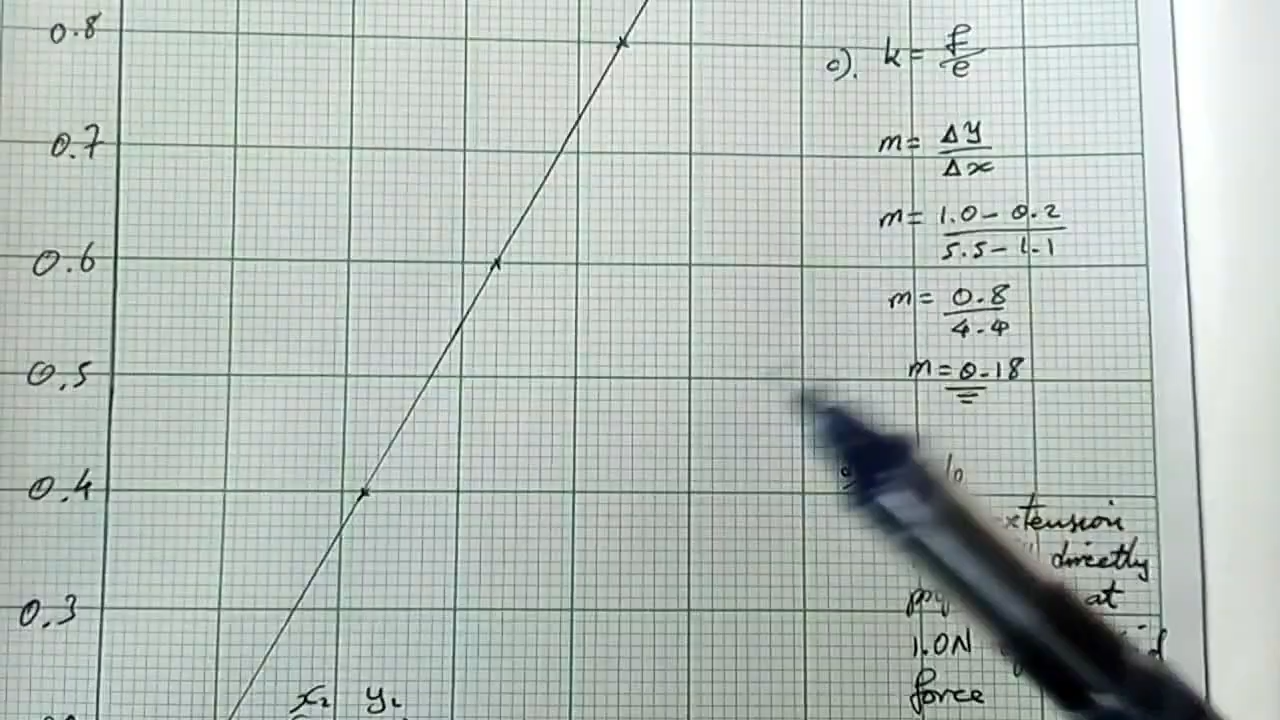 0.8
0.7
0.6
0.5
0.4
0.3
x₂ y₂
c). k = f/e
m = Δy/Δx
m = 1.0 - 0.2 / 5.5 - 1.1
m = 0.8 / 4.4
m = 0.18
xtension
directly
at
1.0N
force